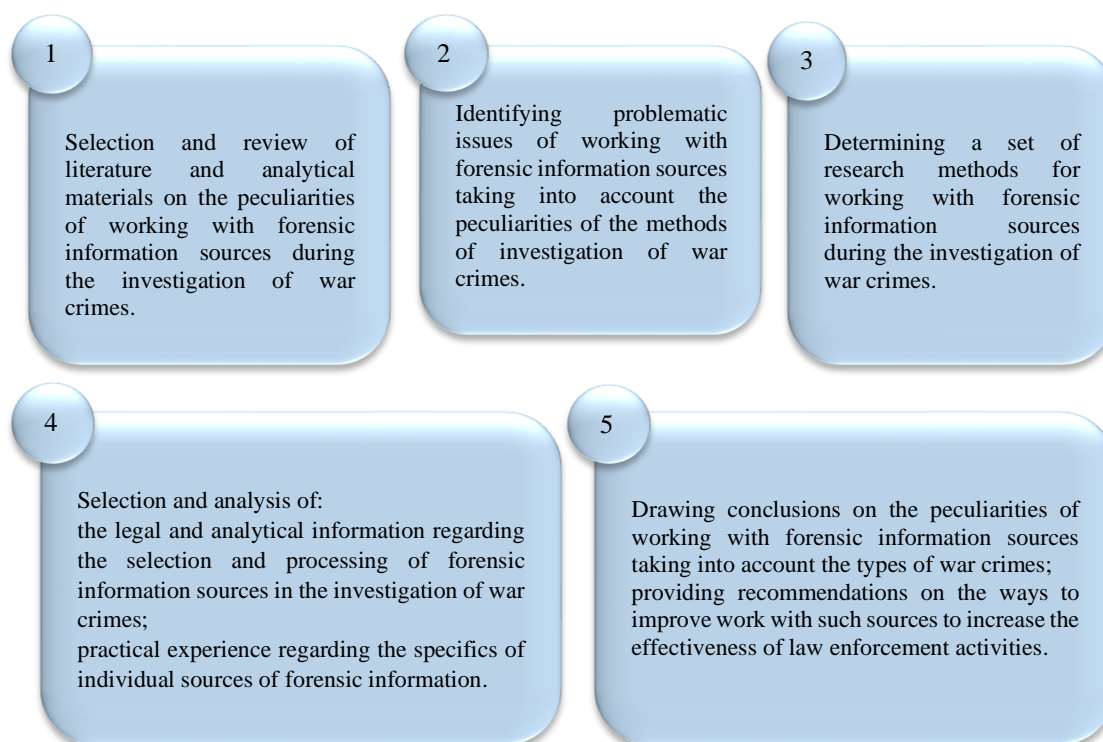 1
Selection and review of
literature and analytical
materials on the peculiarities
of working with forensic
information sources during
the investigation of war
crimes.
2
Identifying problematic
issues of working with
forensic information sources
taking into account the
peculiarities of the methods
of investigation of war
crimes.
3
Determining a set of
research methods for
working with forensic
information sources
during the investigation of
war crimes.
4
Selection and analysis of:
the legal and analytical information regarding
the selection and processing of forensic
information sources in the investigation of war
crimes;
practical experience regarding the specifics of
individual sources of forensic information.
5
Drawing conclusions on the peculiarities of
working with forensic information sources
taking into account the types of war crimes;
providing recommendations on the ways to
improve work with such sources to increase the
effectiveness of law enforcement activities.